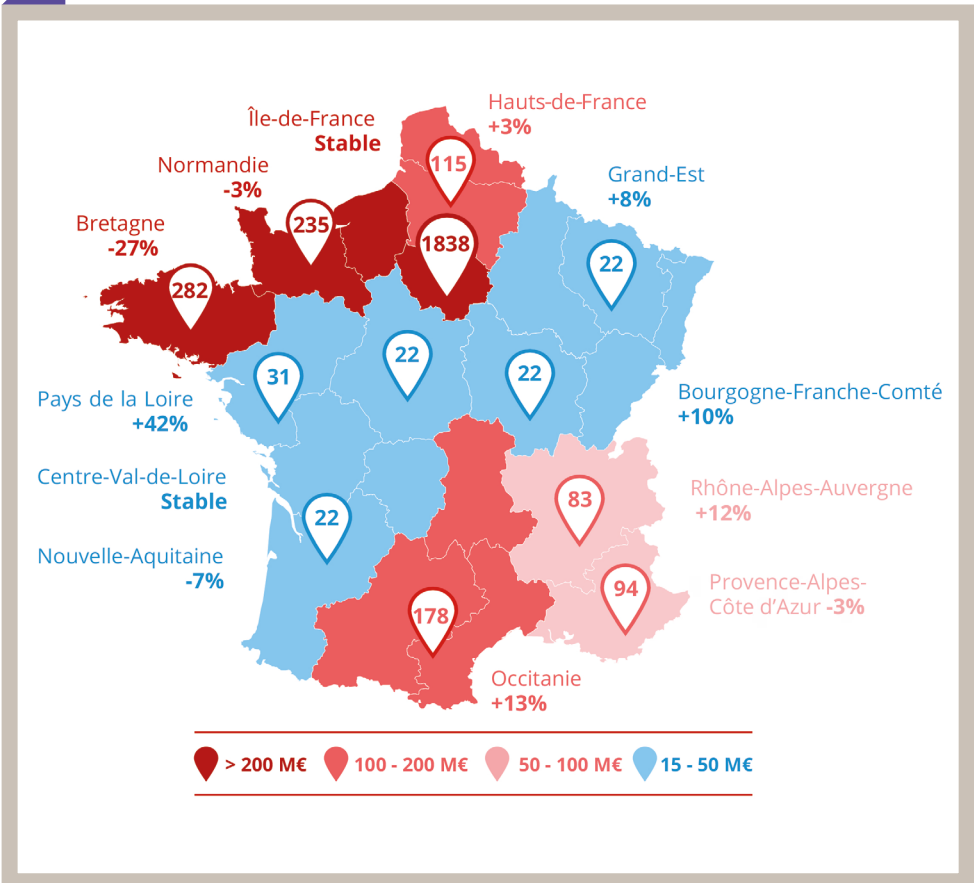 Hauts-de-France
+3%
Île-de-France
Stable
Normandie
-3%
Grand-Est
+8%
Bretagne
-27%
115
235
1838
22
282
31
22
22
Pays de la Loire
+42%
Bourgogne-Franche-Comté
+10%
Centre-Val-de-Loire
Stable
Rhône-Alpes-Auvergne
+12%
83
22
Nouvelle-Aquitaine
-7%
94
Provence-Alpes-
Côte d'Azur -3%
178
Occitanie
+13%
> 200 M€
100 - 200 M€
50 - 100 M€
15 - 50 M€